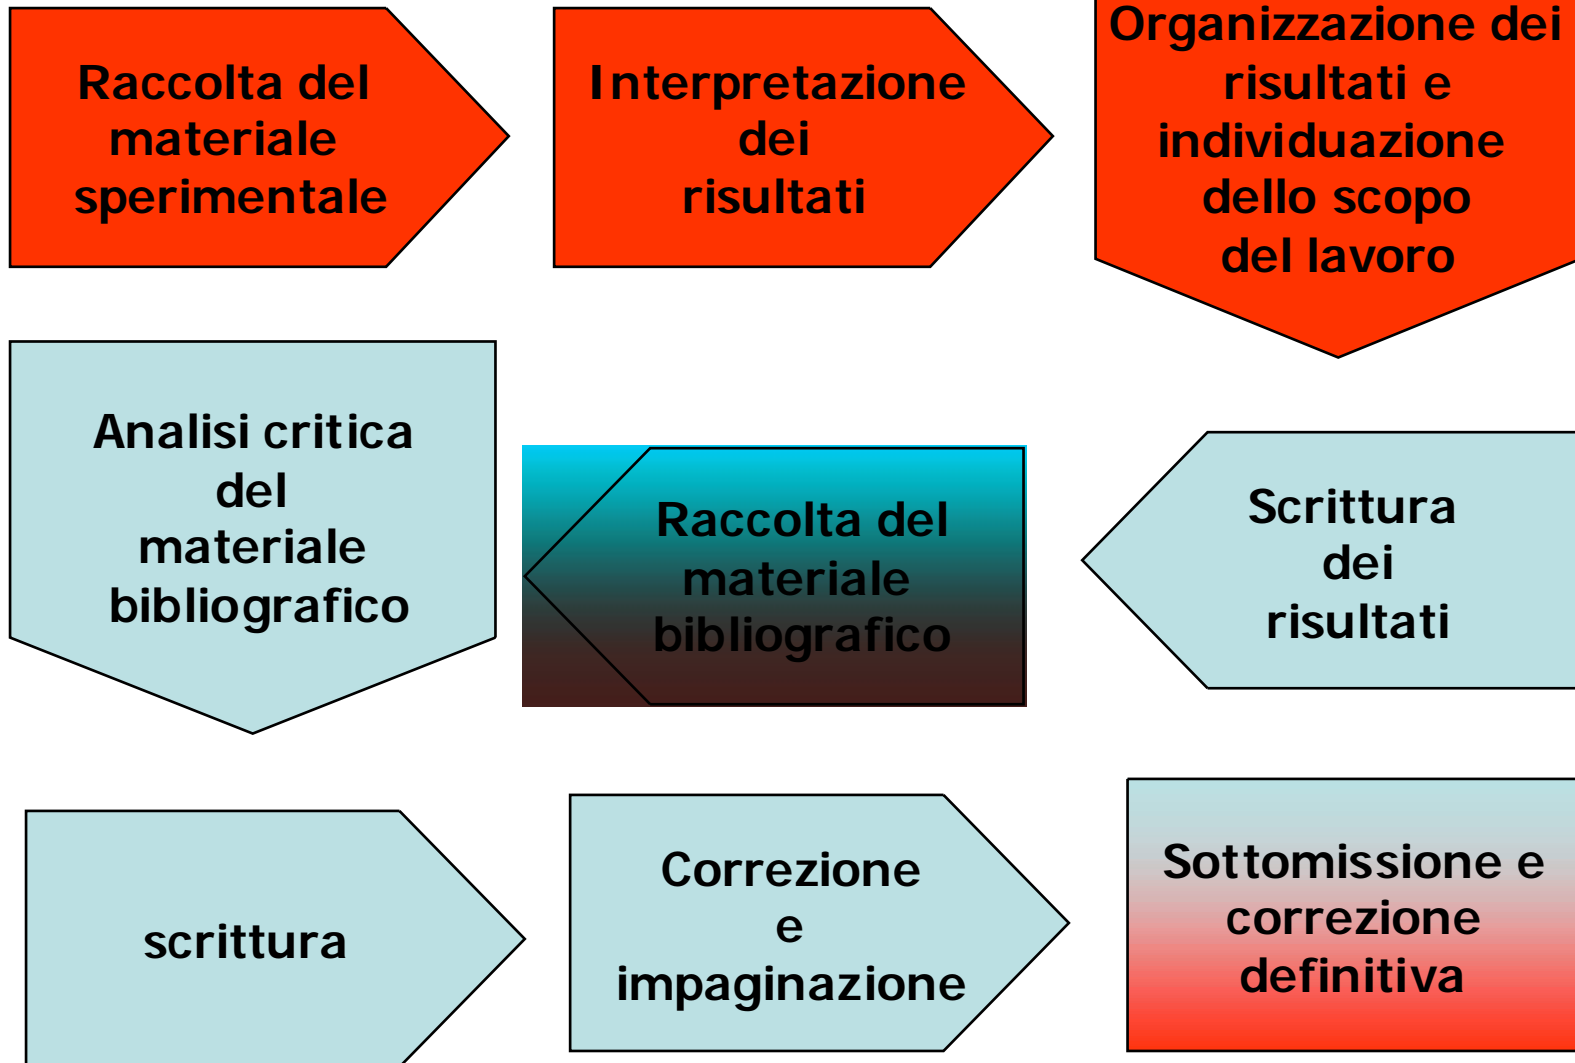 Raccolta del
materiale
sperimentale
Interpretazione
dei
risultati
Organizzazione dei
risultati e
individuazione
dello scopo
del lavoro
Scrittura
dei
risultati
Raccolta del
materiale
bibliografico
Analisi critica
del
materiale
bibliografico
scrittura
Correzione
e
impaginazione
Sottomissione e
correzione
definitiva